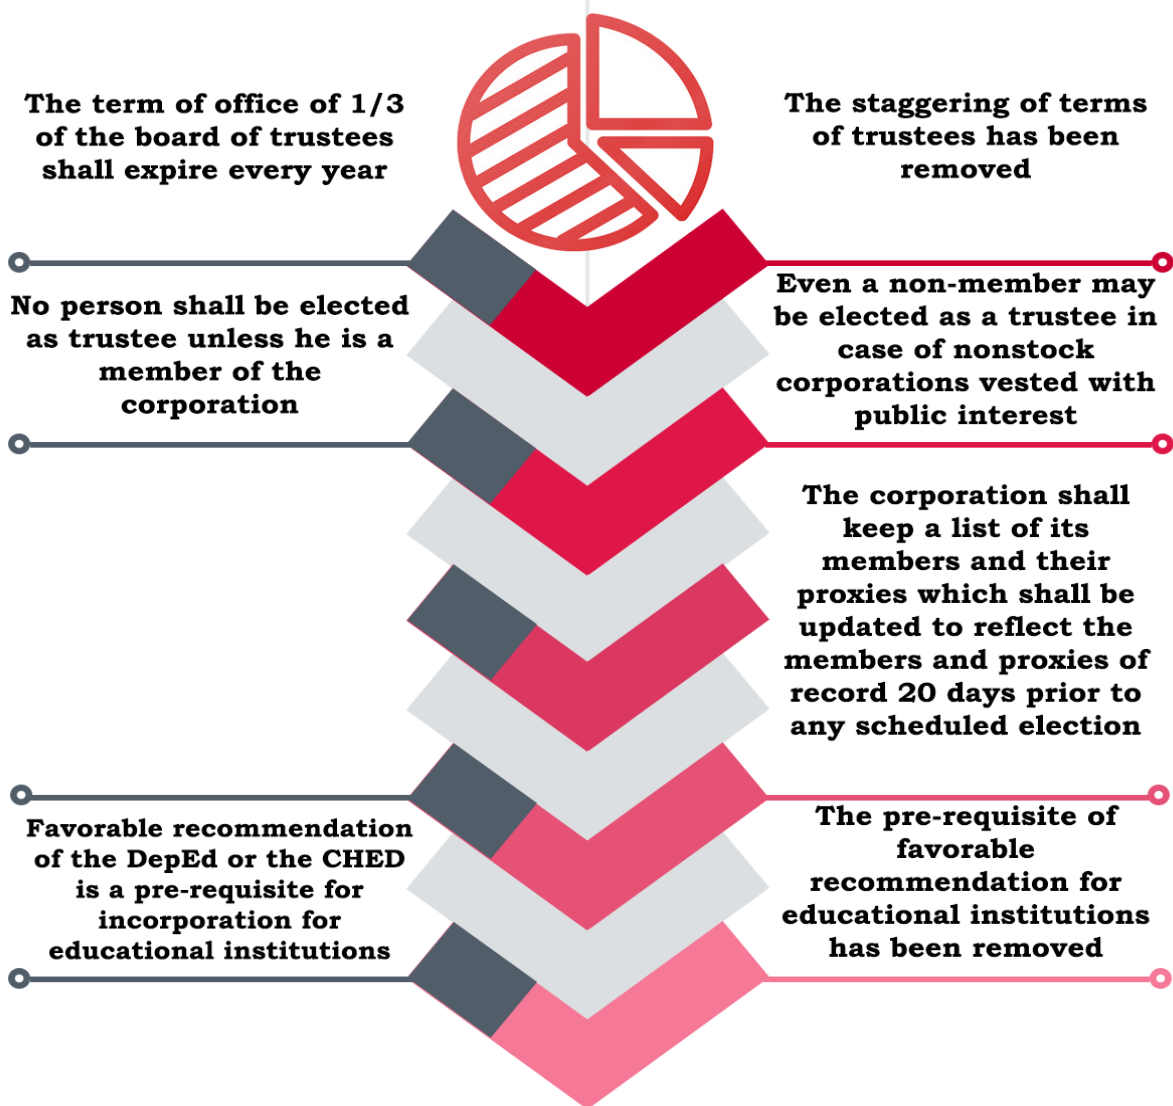 The term of office of 1/3
of the board of trustees
shall expire every year
The staggering of terms
of trustees has been
removed
No person shall be elected
as trustee unless he is a
member of the
corporation
Even a non-member may
be elected as a trustee in
case of nonstock
corporations vested with
public interest
The corporation shall
keep a list of its
members and their
proxies which shall be
updated to reflect the
members and proxies of
record 20 days prior to
any scheduled election
Favorable recommendation
of the DepEd or the CHED
is a pre-requisite for
incorporation for
educational institutions
The pre-requisite of
favorable
recommendation for
educational institutions
has been removed